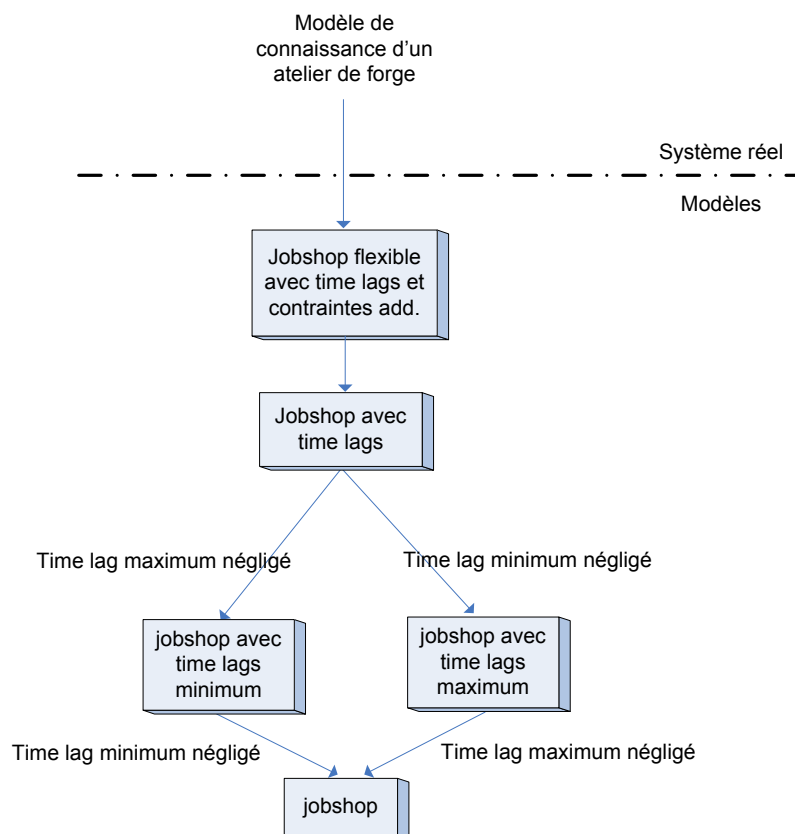 Modèle de
connaissance d'un
atelier de forge
Système réel
Modèles
Jobshop flexible
avec time lags et
contraintes add.
Jobshop avec
time lags
Time lag maximum négligé
Time lag minimum négligé
jobshop avec
time lags
minimum
jobshop avec
time lags
maximum
Time lag minimum négligé
Time lag maximum négligé
jobshop